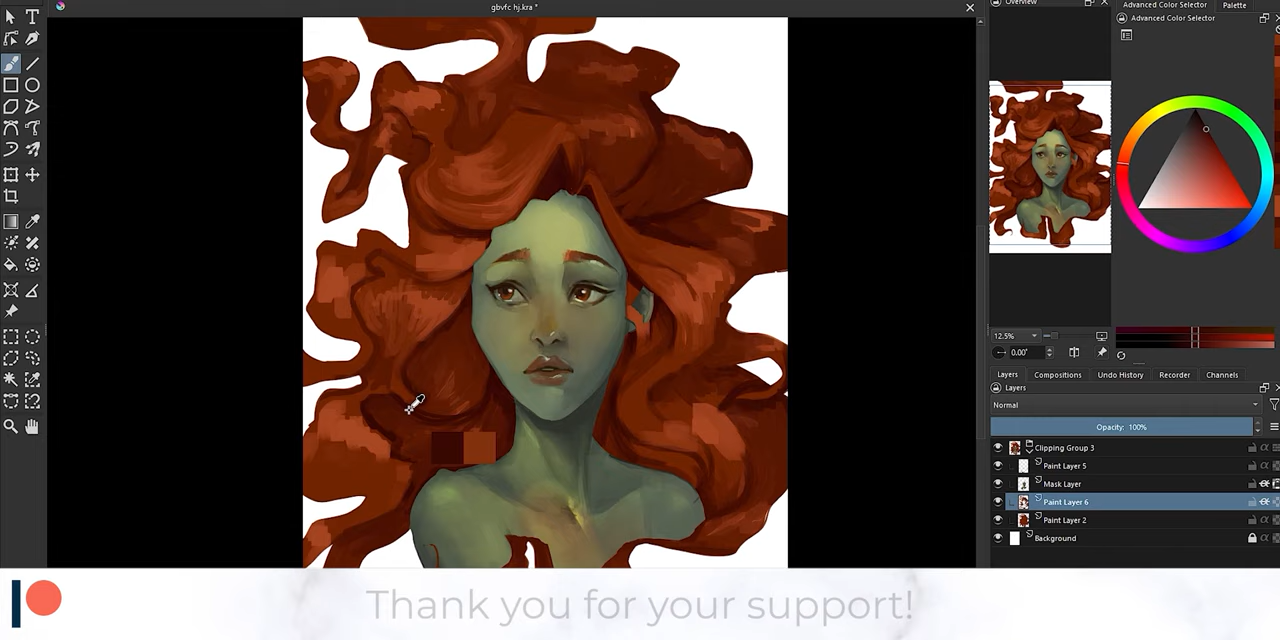 gbvfc hj.kra *
Overview
Advanced Color Selector
Palette
Advanced Color Selector
12.5%
0.00°
Layers
Compositions
Undo History
Recorder
Channels
Layers
Normal
Opacity: 100%
Clipping Group 3
Paint Layer 5
Mask Layer
Paint Layer 6
Paint Layer 2
Background
Thank you for your support!